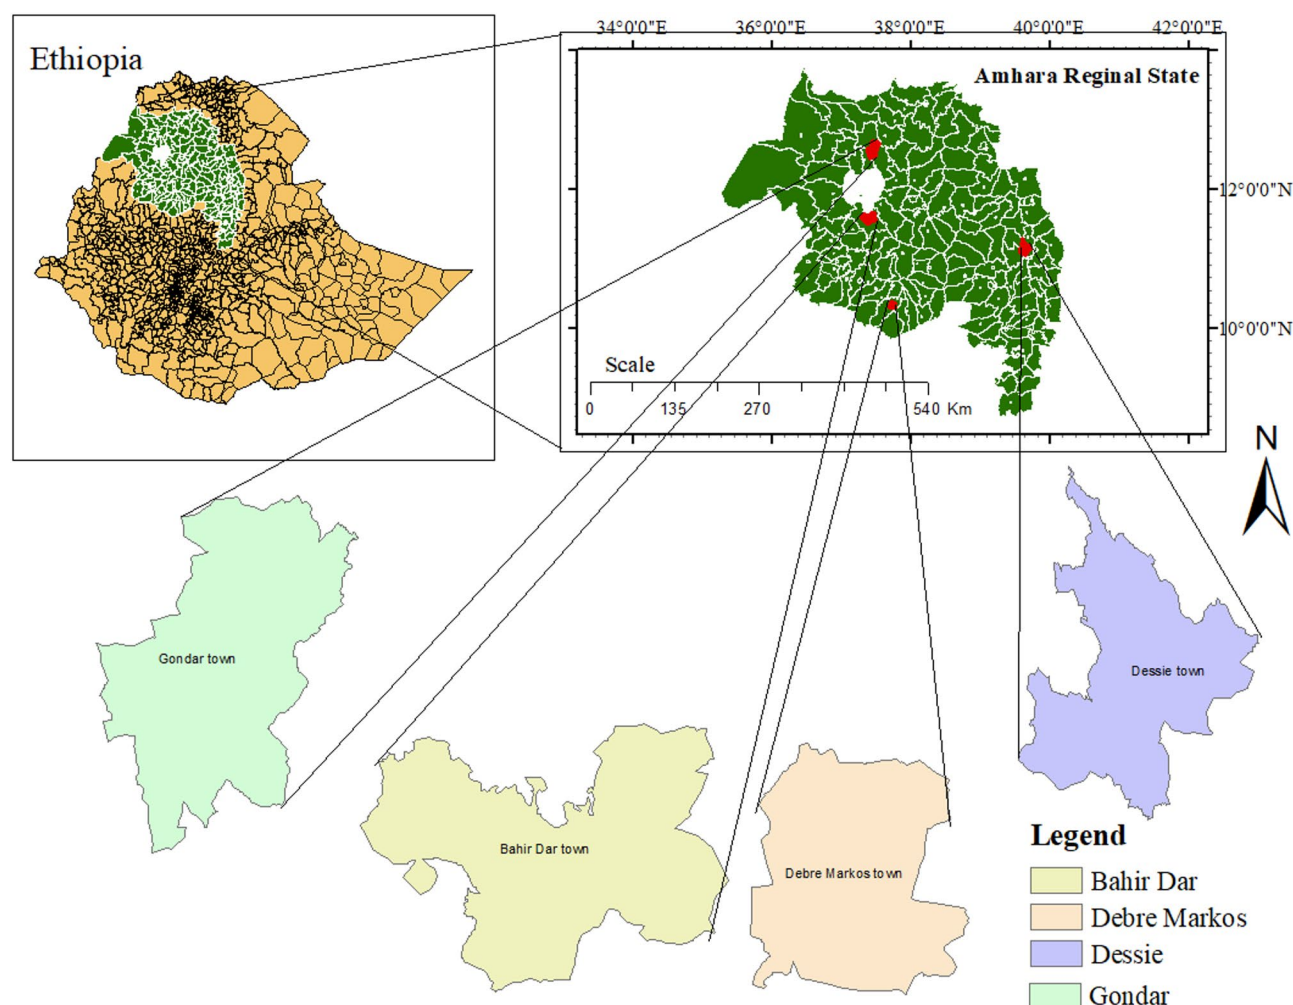 34°0'0"E 36°0'0"E 38°0'0"E 40°0'0"E 42°0'0"E
Ethiopia
Amhara Reginal State
12°0'0"N
10°0'0"N
Scale
0 135 270 540 Km
N
Gondar town
Dessie town
Bahir Dar town
Debre Markos town
Legend
Bahir Dar
Debre Markos
Dessie
Gondar